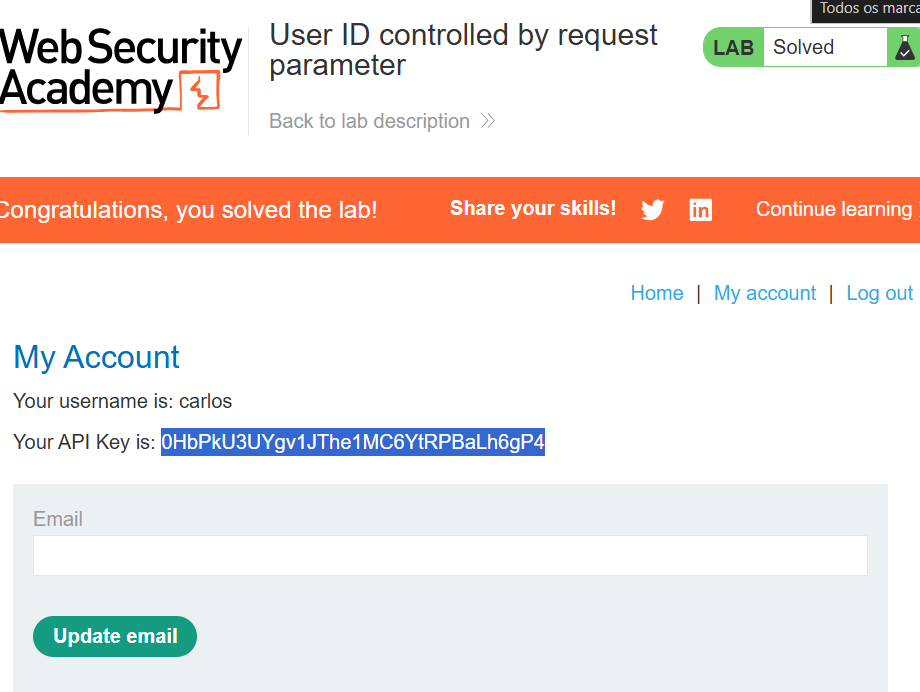 Todos os marca
Web Security
Academy
User ID controlled by request
parameter
Back to lab description
LAB Solved
Congratulations, you solved the lab!
Share your skills!
Continue learning
Home | My account | Log out
My Account
Your username is: carlos
Your API Key is: 0HbPkU3UYgv1JThe1MC6YtRPBaLh6gP4
Email
Update email